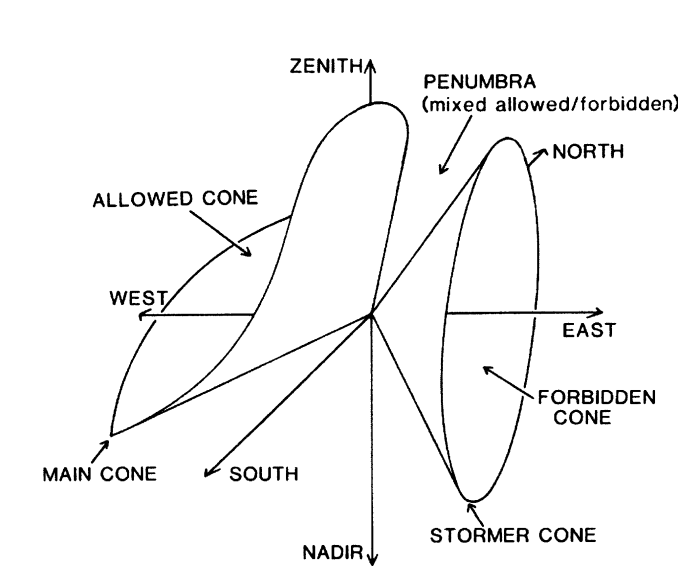 ZENITH
PENUMBRA
(mixed allowed/forbidden)
NORTH
ALLOWED CONE
WEST
EAST
FORBIDDEN
CONE
MAIN CONE
SOUTH
STORMER CONE
NADIR